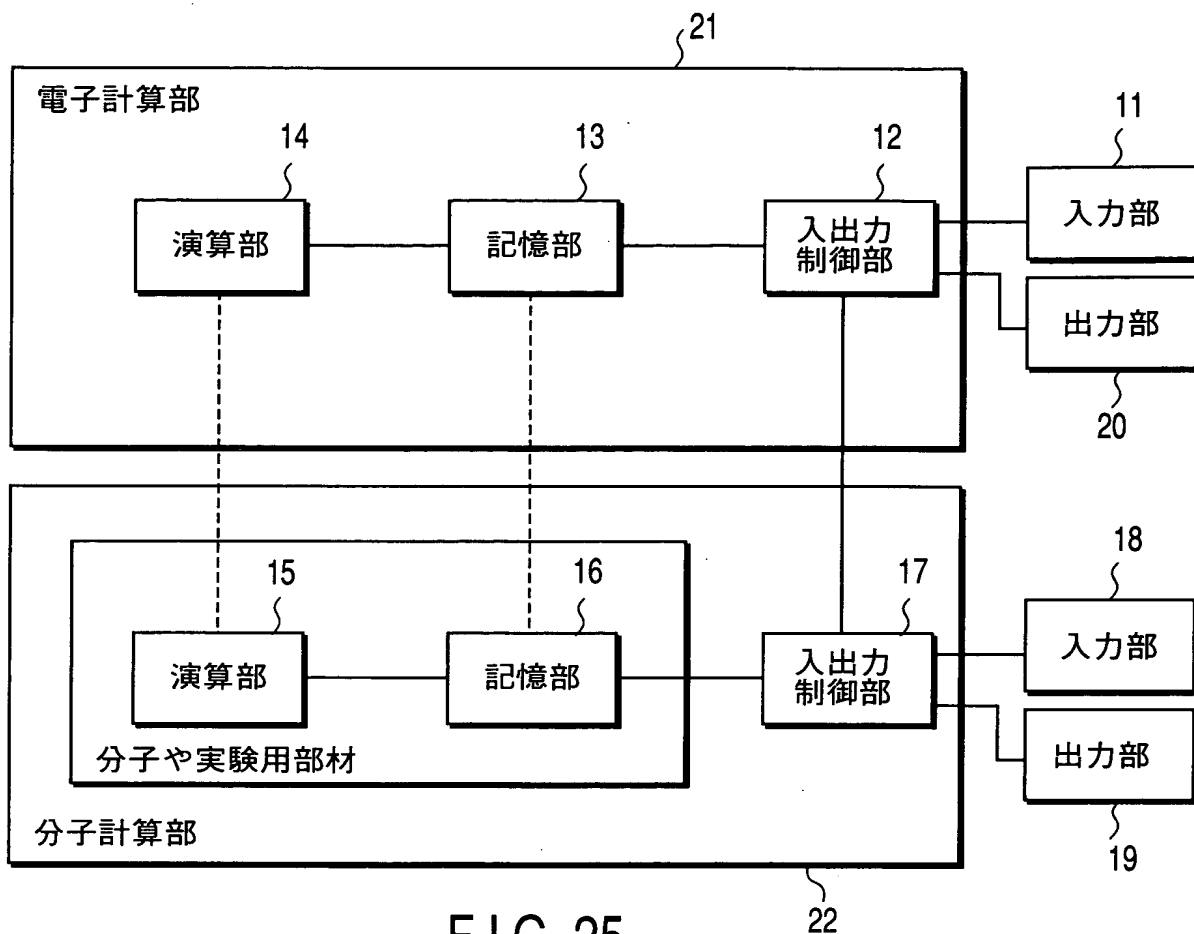 21
電子計算部
14
13
12
11
演算部
記憶部
入出力
制御部
入力部
出力部
20
15
16
17
18
演算部
記憶部
入出力
制御部
入力部
分子や実験用部材
出力部
分子計算部
19
22
FIG. 25